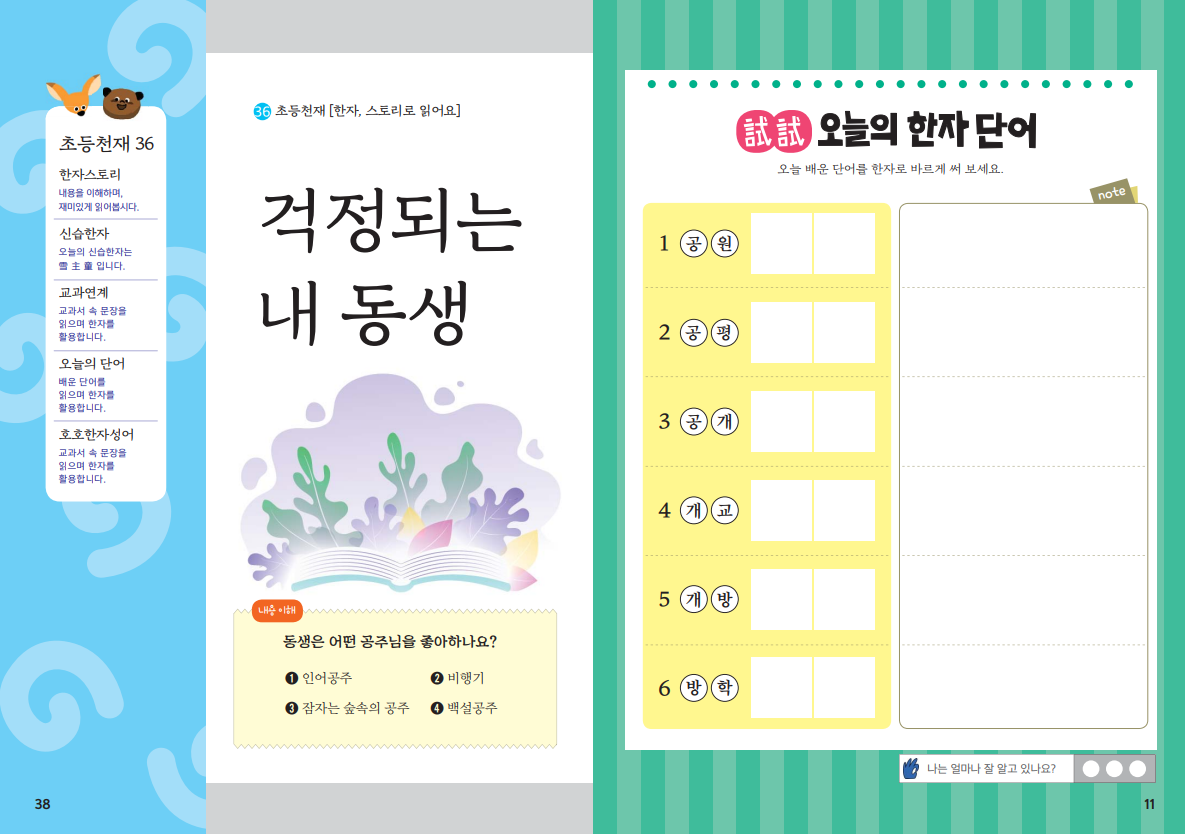 초등천재 36
한자스토리
내용을 이해하며,
재미있게 읽어봅시다.
신습한자
오늘의 신습한자는
雪 主 童 입니다.
교과연계
교과서 속 문장을
읽으며 한자를
활용합니다.
오늘의 단어
배운 단어를
읽으며 한자를
활용합니다.
호호한자성어
교과서 속 문장을
읽으며 한자를
활용합니다.
38
36 초등천재 [한자, 스토리로 읽어요]
걱정되는
내 동생
내용 이해
동생은 어떤 공주님을 좋아하나요?
❶ 인어공주 ❷ 비행기
❸ 잠자는 숲속의 공주 ❹ 백설공주
試試 오늘의 한자 단어
오늘 배운 단어를 한자로 바르게 써 보세요.
note
1 공 원
2 공 평
3 공 개
4 개 교
5 개 방
6 방 학
나는 얼마나 잘 알고 있나요?
11